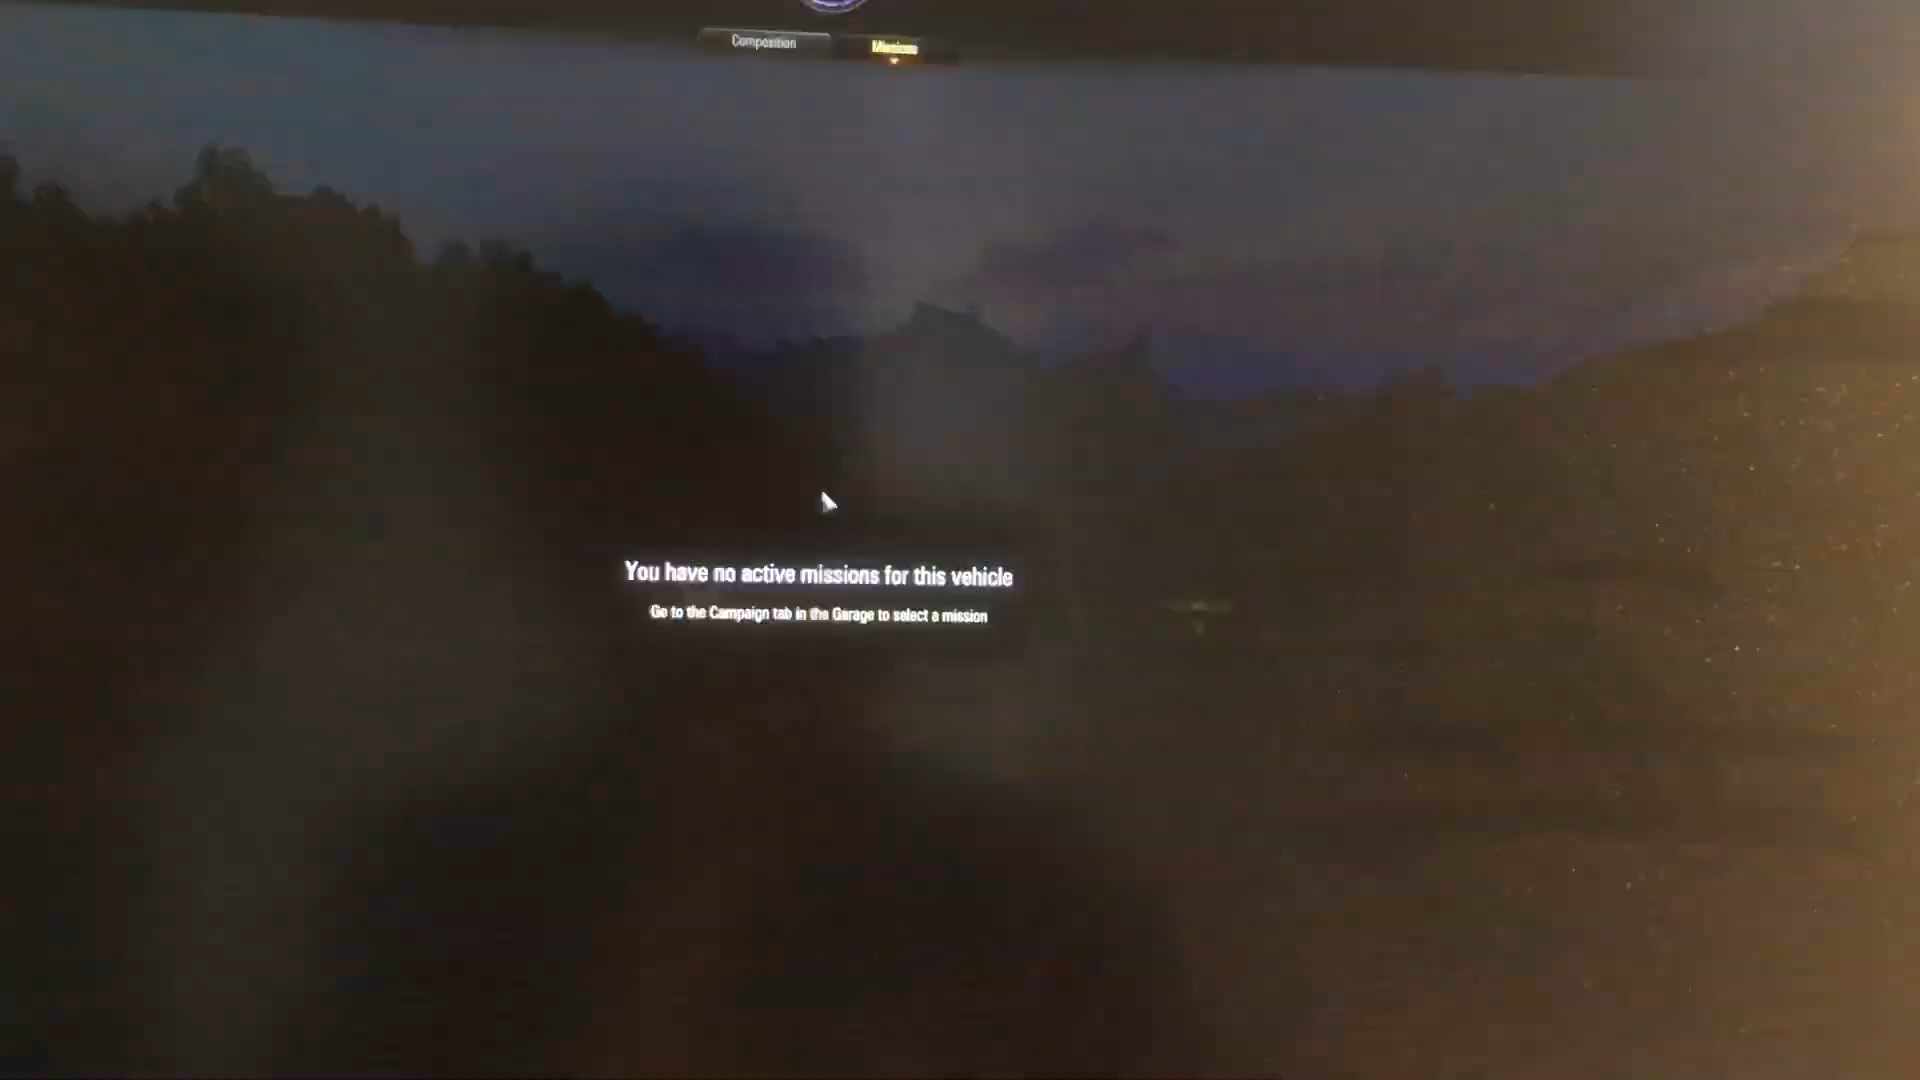 Composition
Missions
You have no active missions for this vehicle
Go to the Campaign tab in the Garage to select a mission